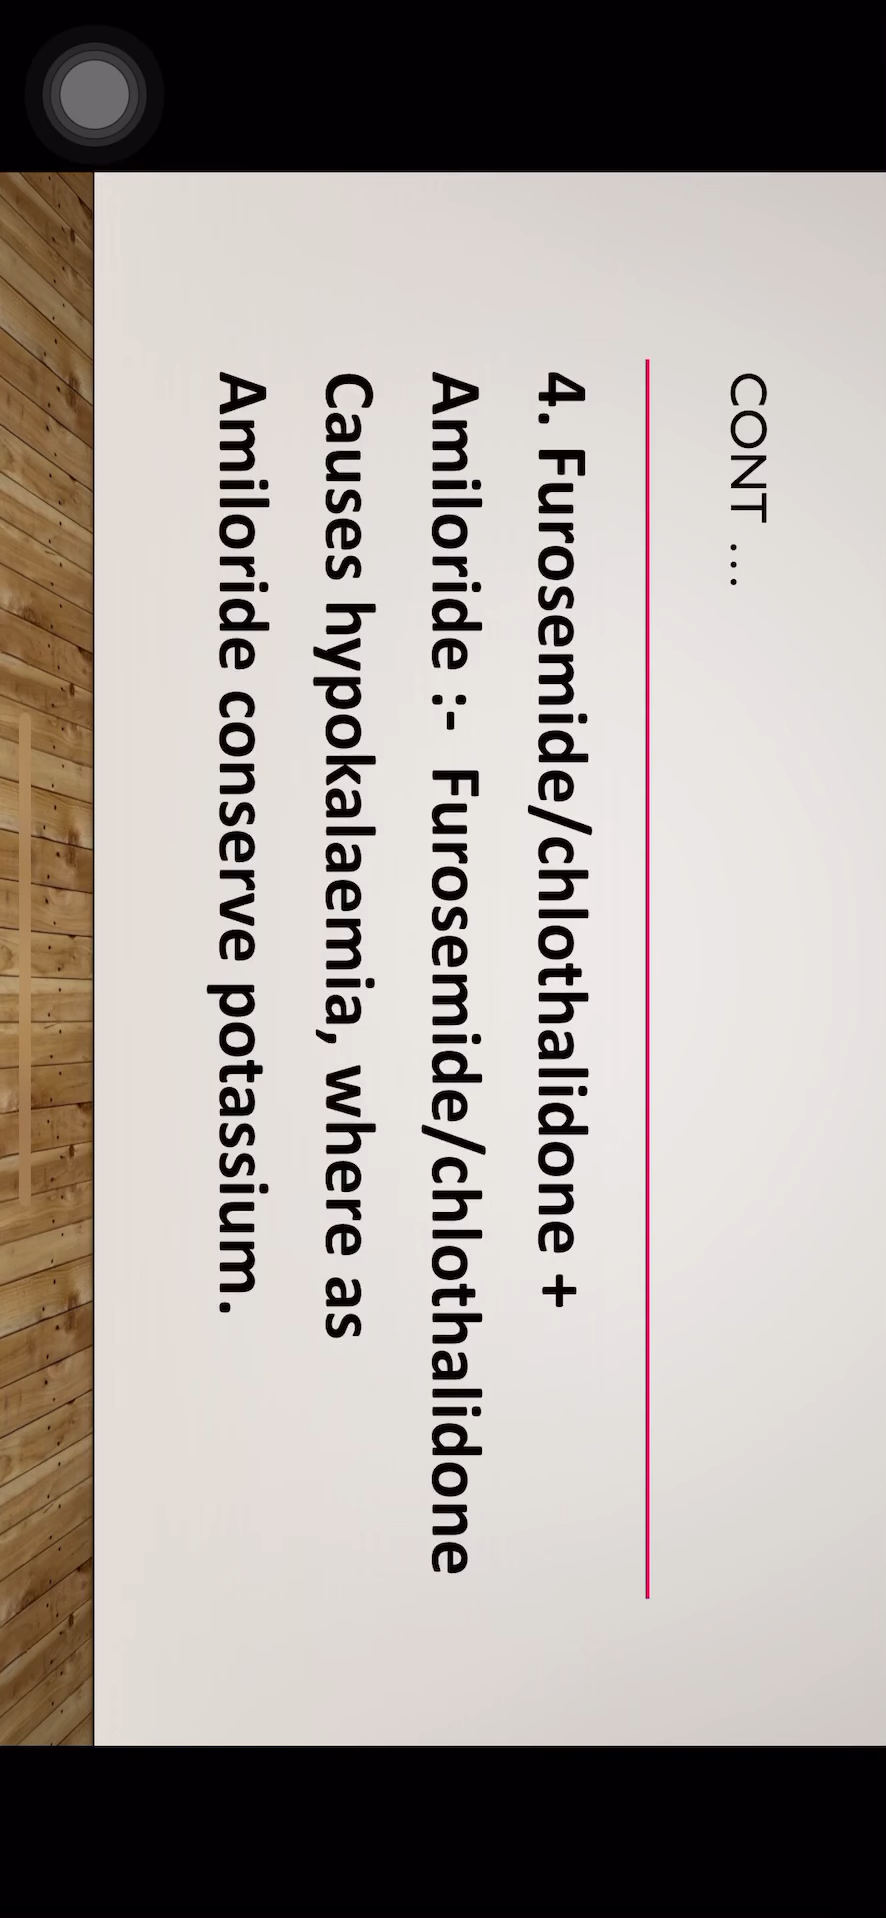 CONT ...
4. Furosemide/chlothalidone +
Amiloride :-  Furosemide/chlothalidone
Causes hypokalaemia, where as
Amiloride conserve potassium.